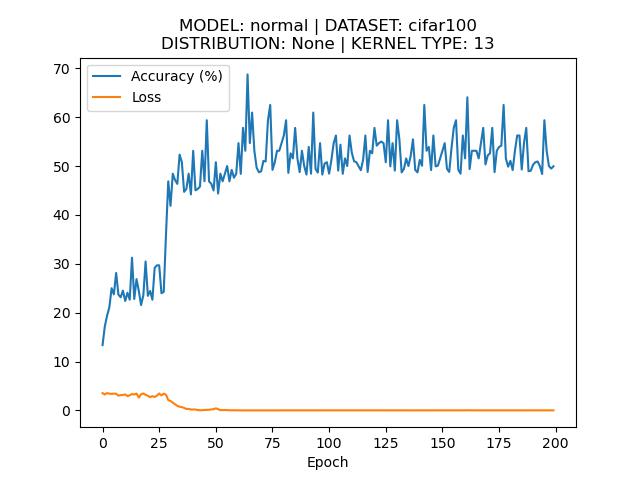 MODEL: normal | DATASET: cifar100
DISTRIBUTION: None | KERNEL TYPE: 13
Accuracy (%)
Loss
70
60
50
40
30
20
10
0
0 25 50 75 100 125 150 175 200
Epoch